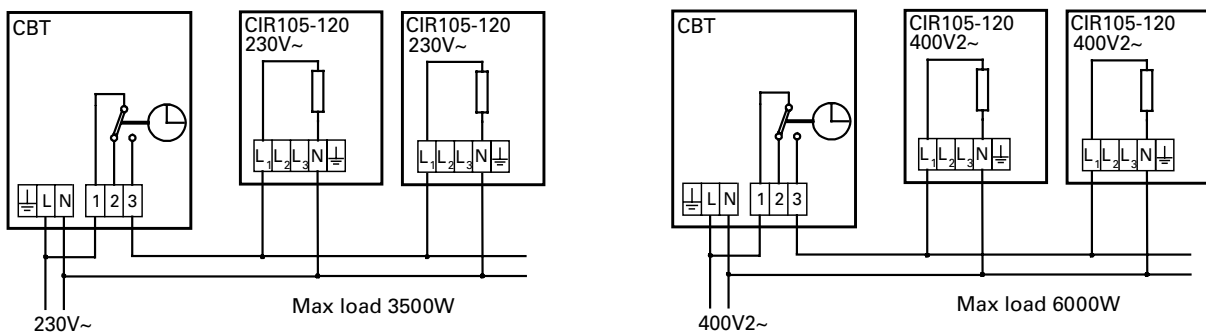 CBT
CIR105-120
230V~
CIR105-120
230V~
L1 L2 L3 N
L1 L2 L3 N
L N
1 2 3
230V~
Max load 3500W
CBT
CIR105-120
400V2~
CIR105-120
400V2~
L1 L2 L3 N
L1 L2 L3 N
L N
1 2 3
400V2~
Max load 6000W